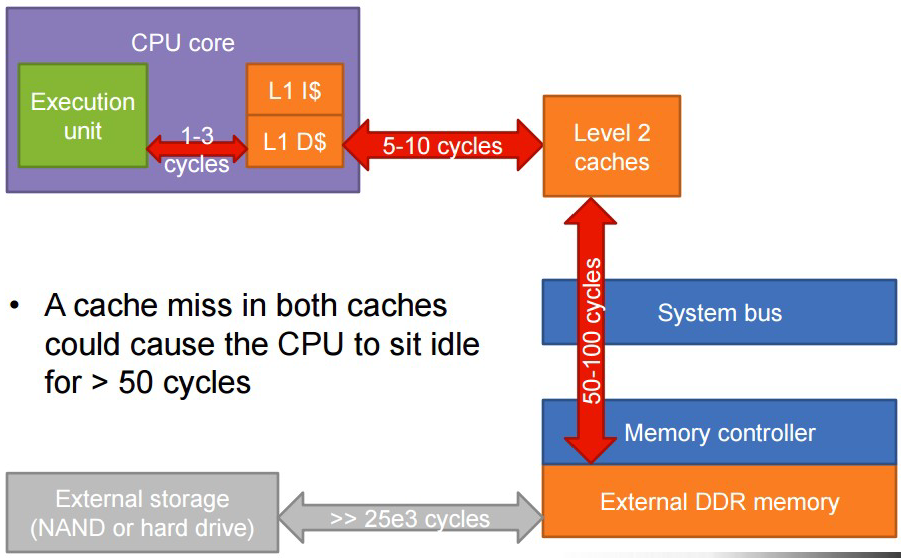 CPU core
Execution
unit
1-3
cycles
L1 I$
L1 D$
5-10 cycles
Level 2
caches
50-100 cycles
System bus
• A cache miss in both caches
could cause the CPU to sit idle
for > 50 cycles
Memory controller
External DDR memory
External storage
(NAND or hard drive)
>> 25e3 cycles